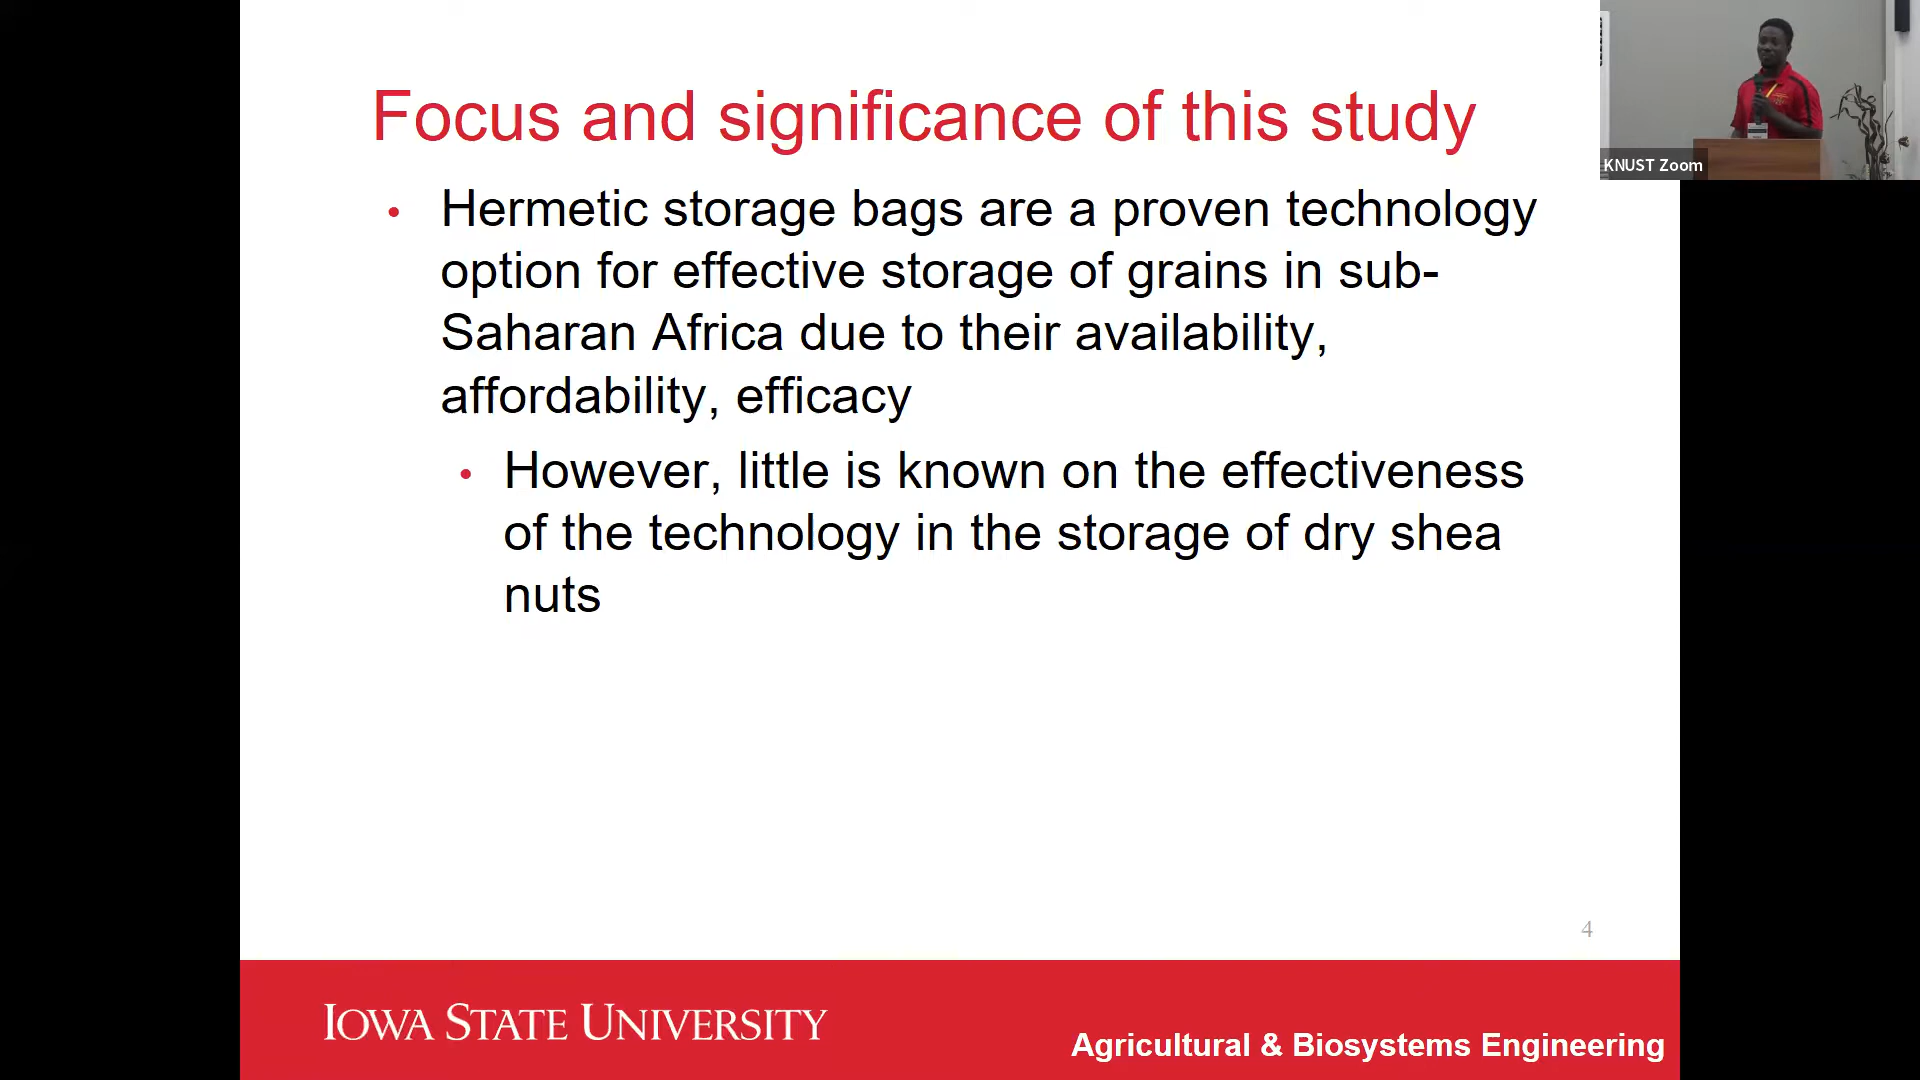 Focus and significance of this study
• Hermetic storage bags are a proven technology
option for effective storage of grains in sub-
Saharan Africa due to their availability,
affordability, efficacy
• However, little is known on the effectiveness
of the technology in the storage of dry shea
nuts
KNUST Zoom
4
IOWA STATE UNIVERSITY
Agricultural & Biosystems Engineering